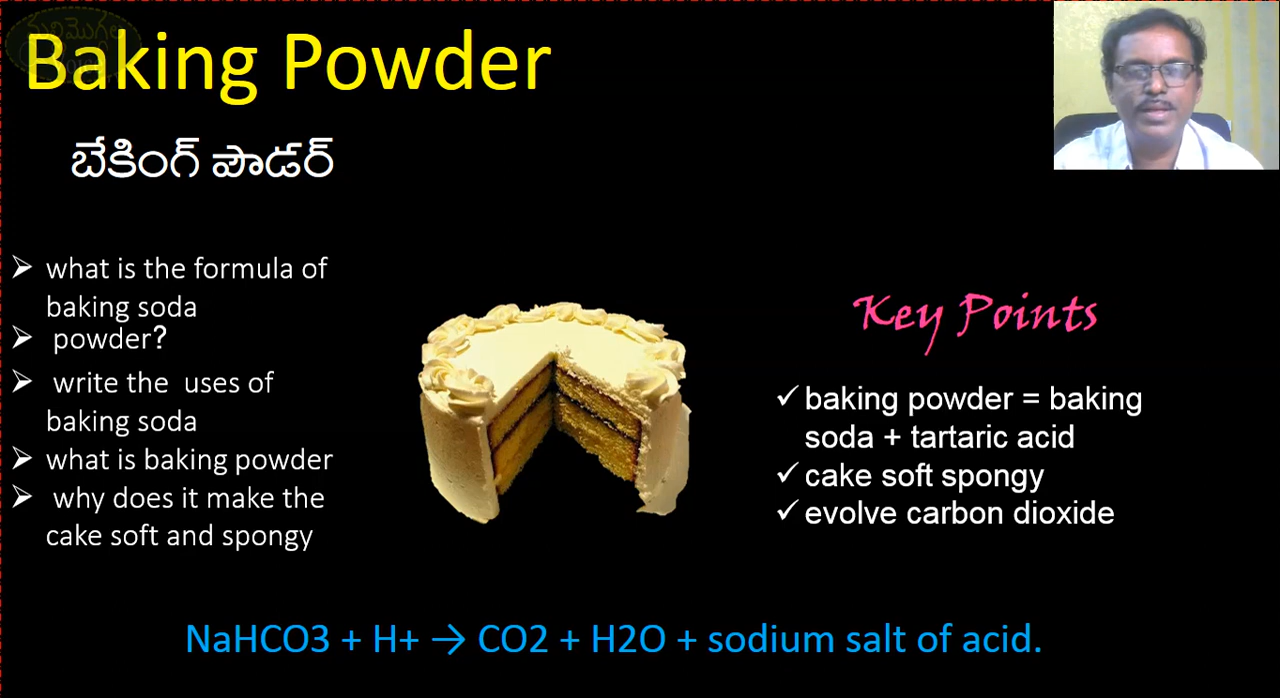 Baking Powder
బేకింగ్ పౌడర్
what is the formula of
baking soda
powder?
write the uses of
baking soda
what is baking powder
why does it make the
cake soft and spongy
Key Points
baking powder = baking
soda + tartaric acid
cake soft spongy
evolve carbon dioxide
NaHCO3 + H+ → CO2 + H2O + sodium salt of acid.